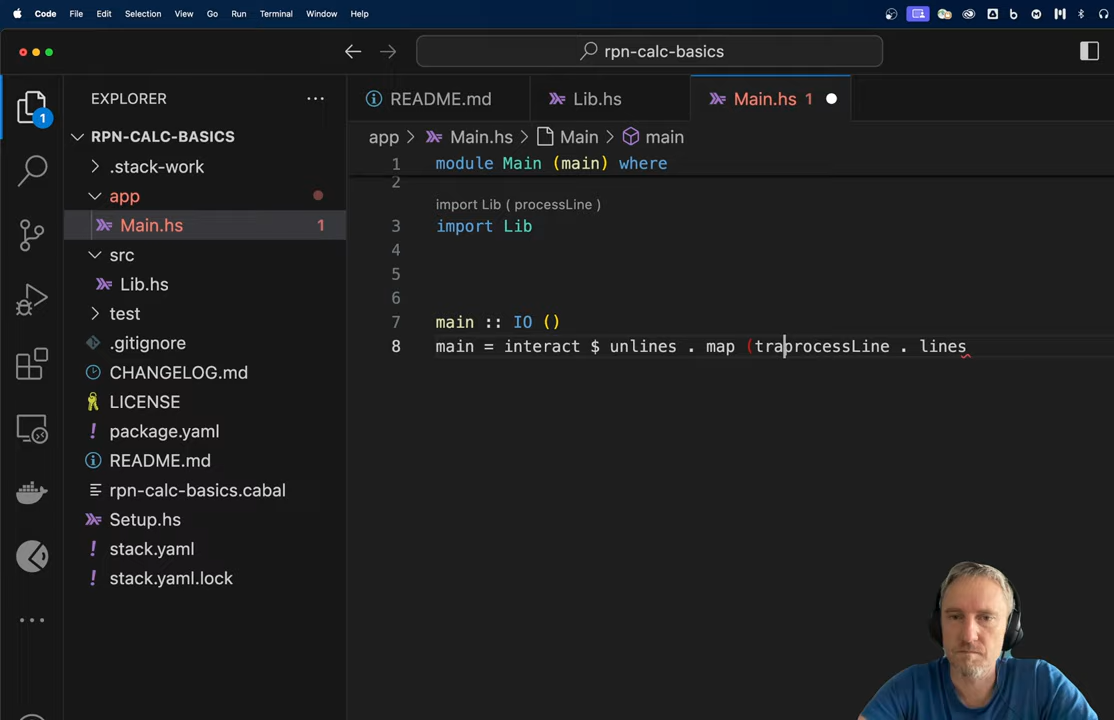 Code File Edit Selection View Go Run Terminal Window Help
rpn-calc-basics
EXPLORER
README.md
Lib.hs
Main.hs 1
1
RPN-CALC-BASICS
.stack-work
app
Main.hs 1
src
Lib.hs
test
.gitignore
CHANGELOG.md
LICENSE
package.yaml
README.md
rpn-calc-basics.cabal
Setup.hs
stack.yaml
stack.yaml.lock
app > Main.hs > Main > main
1 module Main (main) where
2
import Lib ( processLine )
3 import Lib
4
5
6
7 main :: IO ()
8 main = interact $ unlines . map (traprocessLine . lines